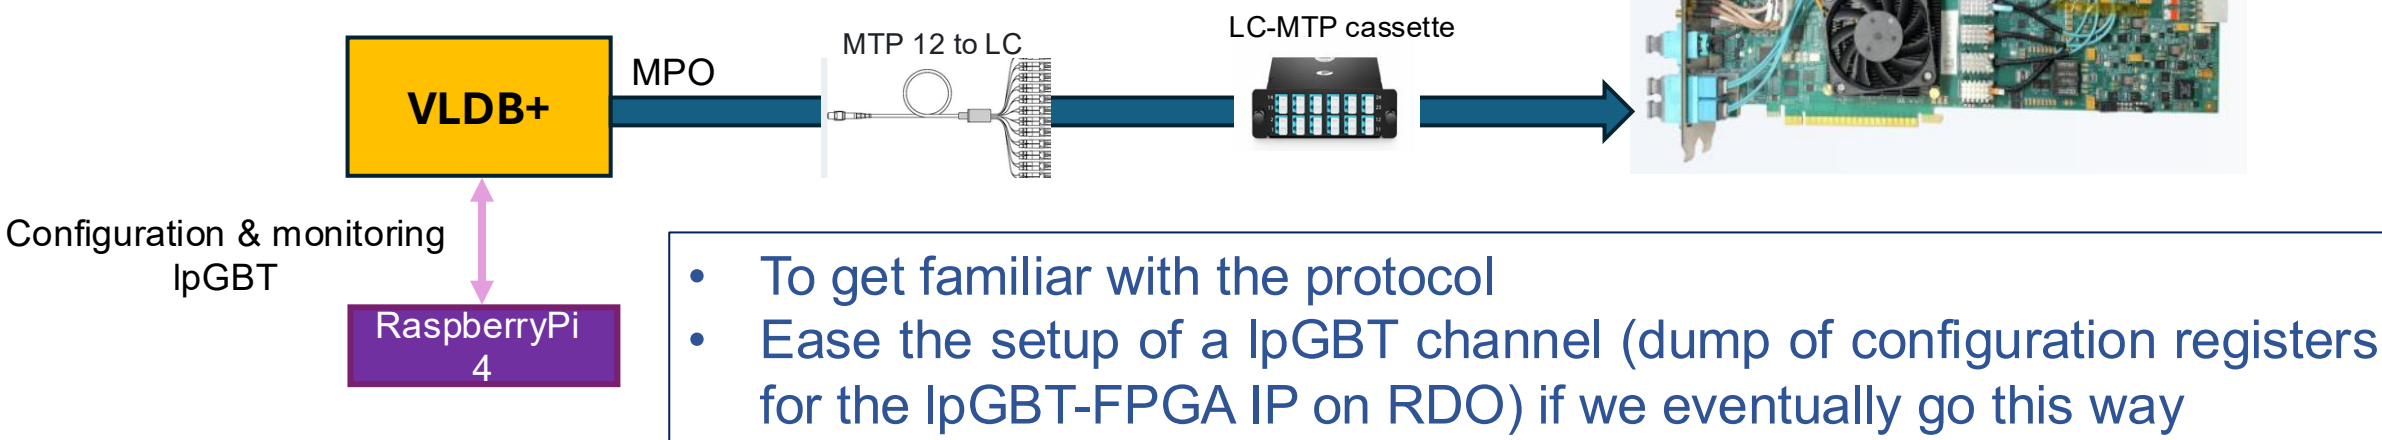 LC-MTP cassette
MTP 12 to LC
MPO
VLDB+
Configuration & monitoring
lpGBT
RaspberryPi
4
• To get familiar with the protocol
• Ease the setup of a lpGBT channel (dump of configuration registers
for the lpGBT-FPGA IP on RDO) if we eventually go this way